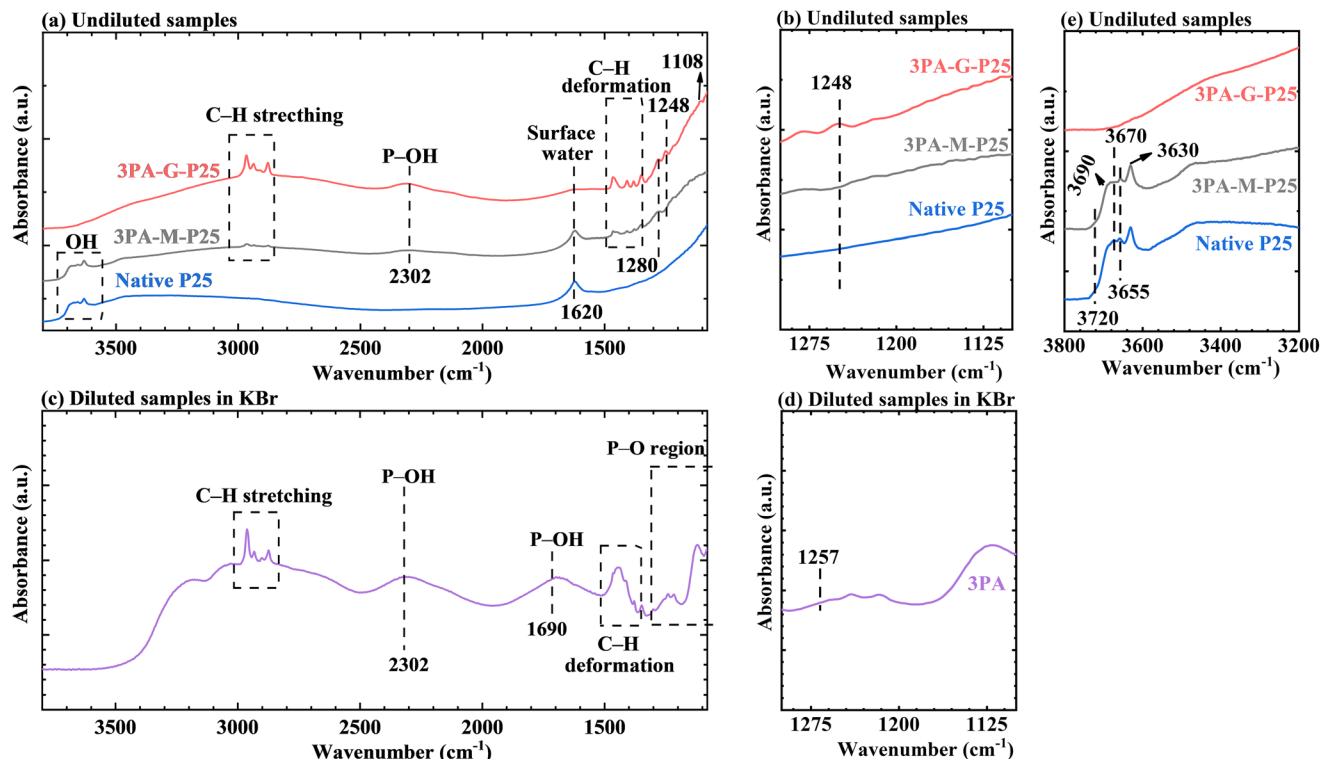 (a) Undiluted samples
Absorbance (a.u.)
C–H strecthing
3PA-G-P25
OH
3PA-M-P25
Native P25
P–OH
2302
Surface
water
1620
C–H
deformation
1108
1248
1280
3500 3000 2500 2000 1500
Wavenumber (cm-1)
(b) Undiluted samples
Absorbance (a.u.)
1248
3PA-G-P25
3PA-M-P25
Native P25
1275 1200 1125
Wavenumber (cm-1)
(e) Undiluted samples
Absorbance (a.u.)
3PA-G-P25
3670
3630
3690
3PA-M-P25
Native P25
3655
3720
3800 3600 3400 3200
Wavenumber (cm-1)
(c) Diluted samples in KBr
Absorbance (a.u.)
C–H stretching
P–OH
2302
P–OH
1690
P–O region
C–H
deformation
3500 3000 2500 2000 1500
Wavenumber (cm-1)
(d) Diluted samples in KBr
Absorbance (a.u.)
1257
3PA
1275 1200 1125
Wavenumber (cm-1)